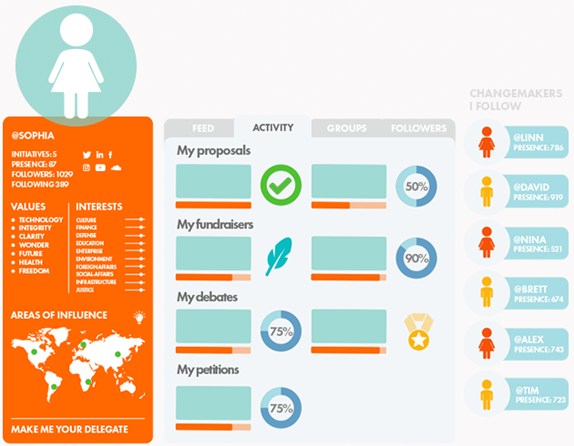 @SOPHIA
INITIATIVES: 5
PRESENCE: 87
FOLLOWERS: 1029
FOLLOWING 389
VALUES
TECHNOLOGY
INTEGRITY
CLARITY
WONDER
FUTURE
HEALTH
FREEDOM
INTERESTS
CULTURE
FINANCE
DEFENSE
EDUCATION
ENTERPRISE
ENVIRONMENT
FOREIGN AFFAIRS
SOCIAL AFFAIRS
INFRASTRUCTURE
JUSTICE
AREAS OF INFLUENCE
MAKE ME YOUR DELEGATE
FEED
ACTIVITY
GROUPS
FOLLOWERS
My proposals
50%
My fundraisers
90%
My debates
75%
My petitions
75%
CHANGEMAKERS
I FOLLOW
@LINN
PRESENCE: 786
@DAVID
PRESENCE: 919
@NINA
PRESENCE: 521
@BRETT
PRESENCE: 674
@ALEX
PRESENCE: 743
@TIM
PRESENCE: 723